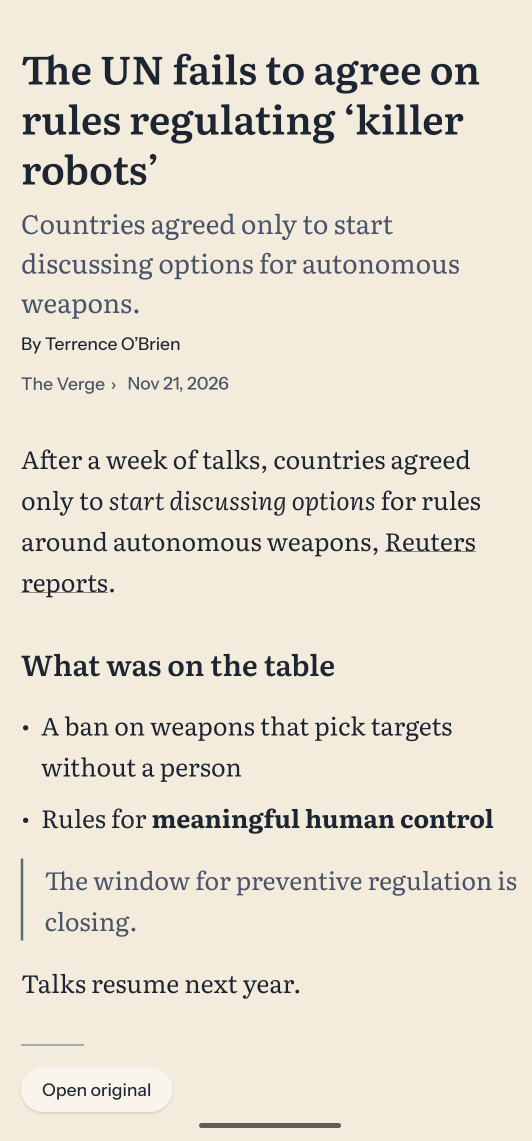 The UN fails to agree on
rules regulating ‘killer
robots’
Countries agreed only to start
discussing options for autonomous
weapons.
By Terrence O’Brien
The Verge › Nov 21, 2026
After a week of talks, countries agreed
only to start discussing options for rules
around autonomous weapons, Reuters
reports.
What was on the table
• A ban on weapons that pick targets
without a person
• Rules for meaningful human control
The window for preventive regulation is
closing.
Talks resume next year.
Open original